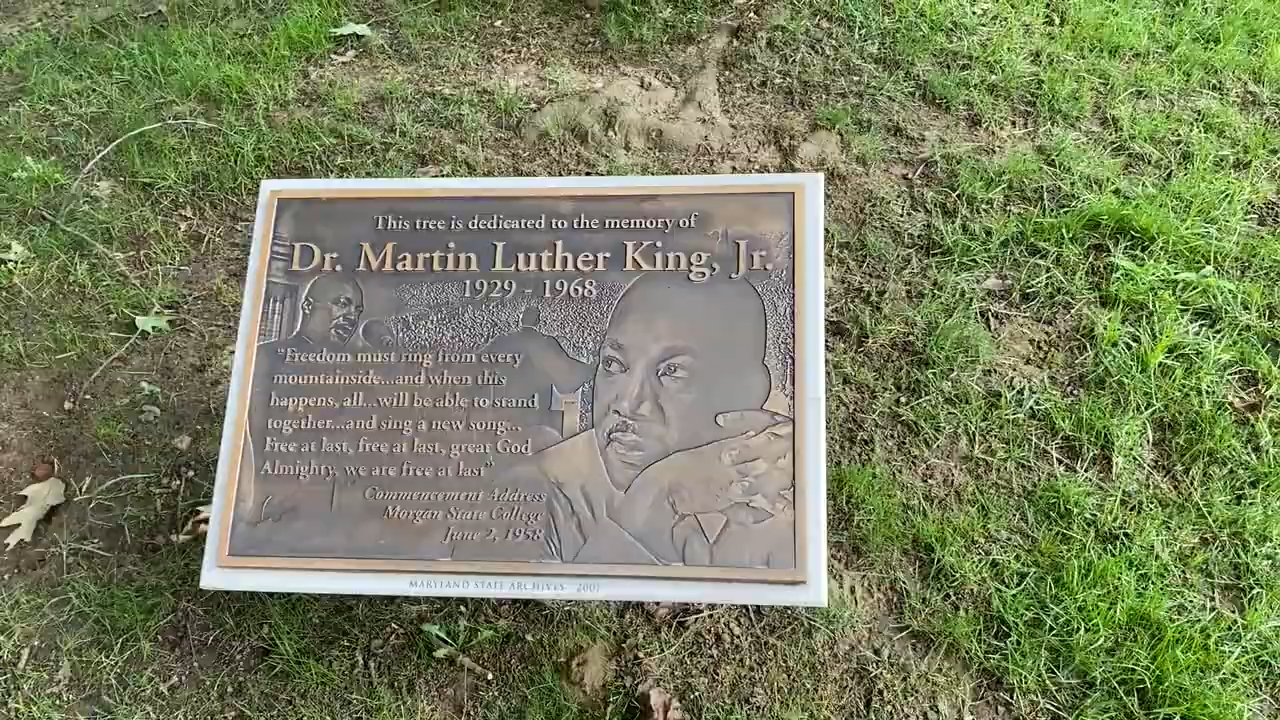 This tree is dedicated to the memory of
Dr. Martin Luther King, Jr.
1929 - 1968
"Freedom must ring from every
mountainside...and when this
happens, all...will be able to stand
together...and sing a new song...
Free at last, free at last, great God
Almighty, we are free at last"
Commencement Address
Morgan State College
June 2, 1958
MARYLAND STATE ARCHIVES